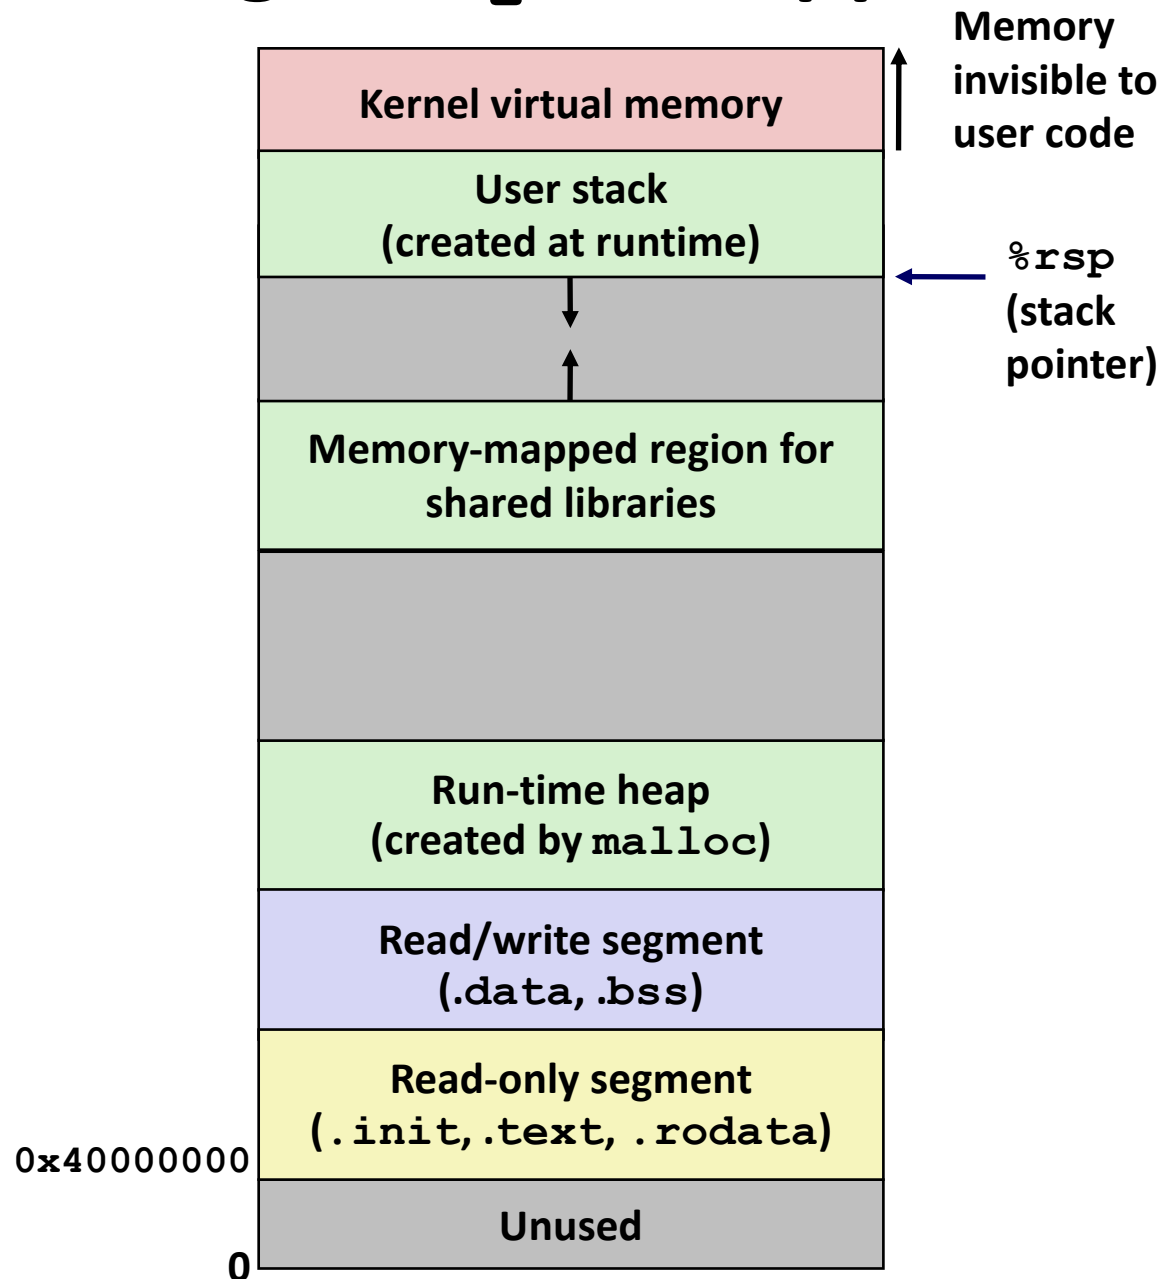 Memory
invisible to
user code
Kernel virtual memory
User stack
(created at runtime)
%rsp
(stack
pointer)
Memory-mapped region for
shared libraries
Run-time heap
(created by malloc)
Read/write segment
(.data, .bss)
Read-only segment
(.init, .text, .rodata)
0x40000000
Unused
0